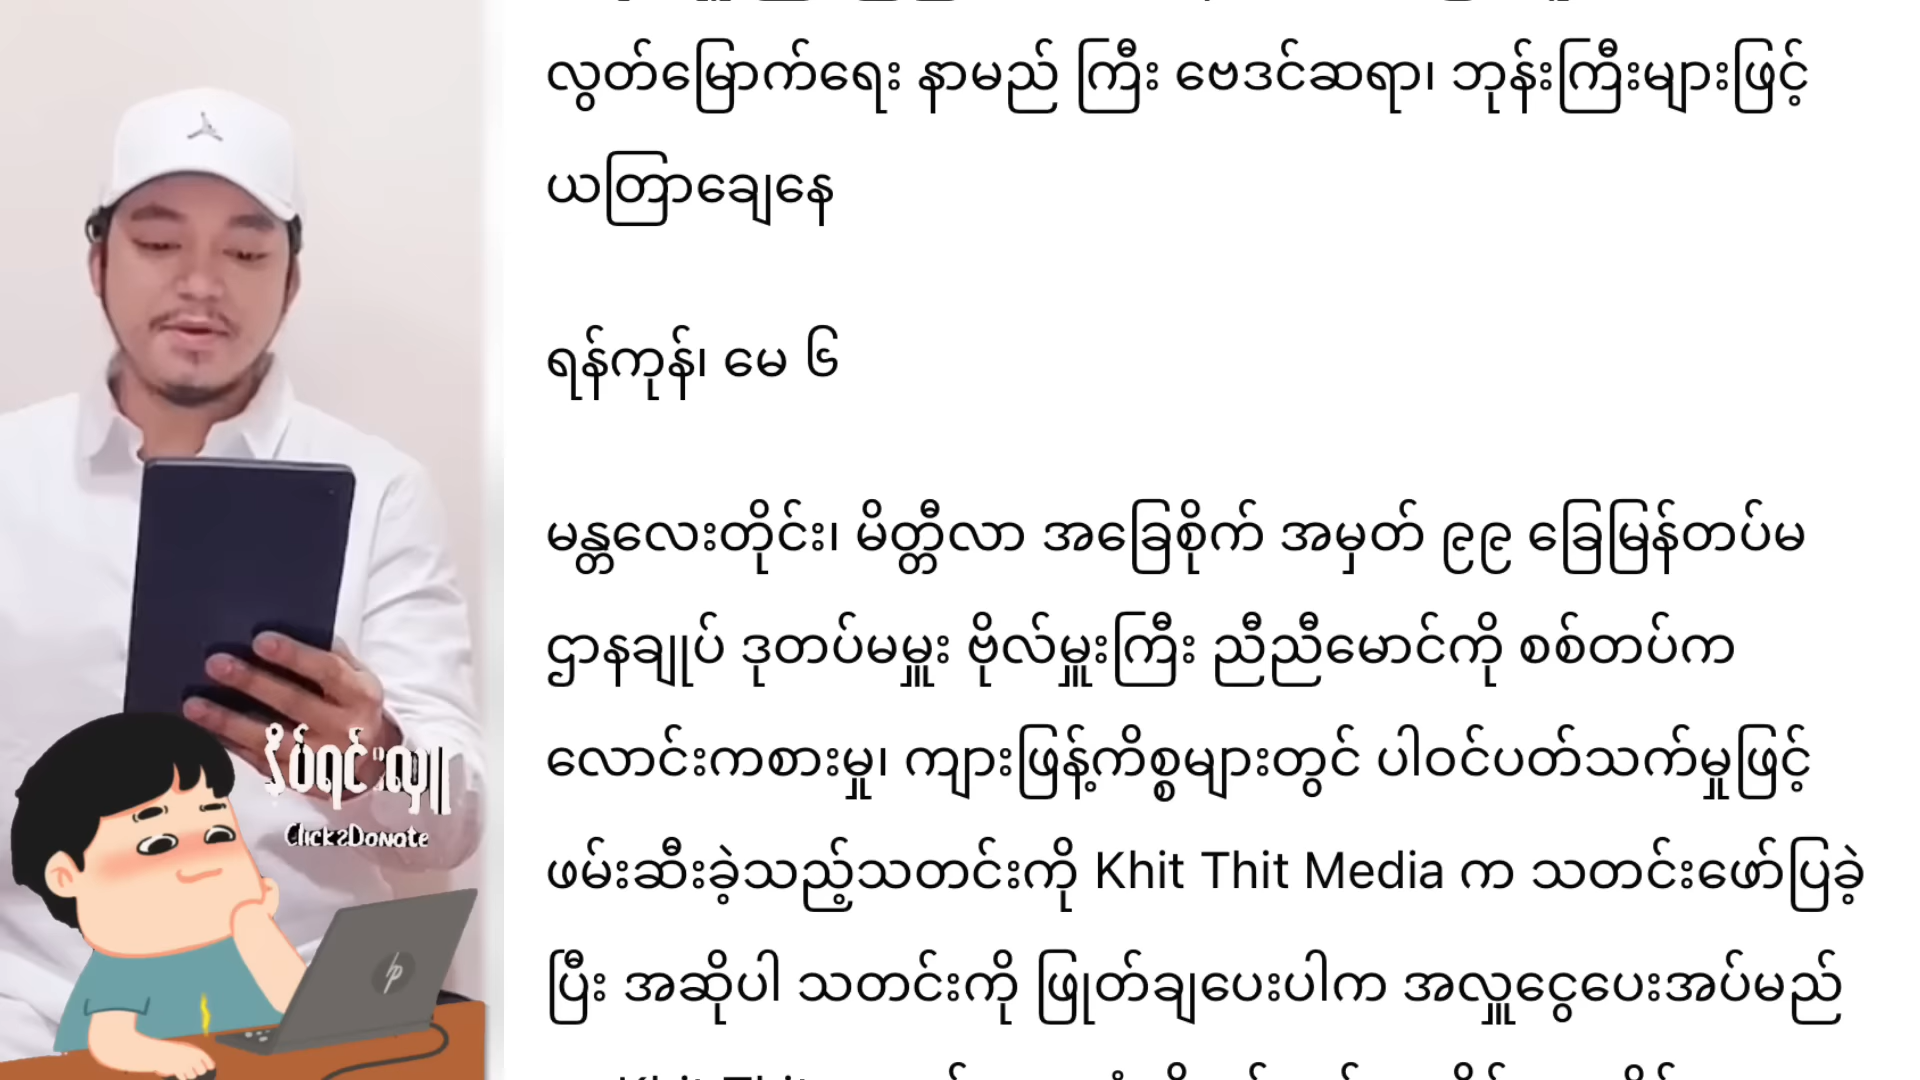 လွတ်မြောက်ရေး နာမည် ကြီး ဗေဒင်ဆရာ၊ ဘုန်းကြီးများဖြင့်
ယတြာချေနေ
ရန်ကုန်၊ မေ ၆
မန္တလေးတိုင်း၊ မိတ္ထီလာ အခြေစိုက် အမှတ် ၉၉ ခြေမြန်တပ်မ
ဌာနချုပ် ဒုတပ်မမှူး ဗိုလ်မှူးကြီး ညီညီမောင်ကို စစ်တပ်က
လောင်းကစားမှု၊ ကျားဖြန့်ကိစ္စများတွင် ပါဝင်ပတ်သက်မှုဖြင့်
ဖမ်းဆီးခဲ့သည့်သတင်းကို Khit Thit Media က သတင်းဖော်ပြခဲ့
ပြီး အဆိုပါ သတင်းကို ဖြုတ်ချပေးပါက အလှူငွေပေးအပ်မည်
နှိပ်ရင်းလှူ
Click2Donate
hp